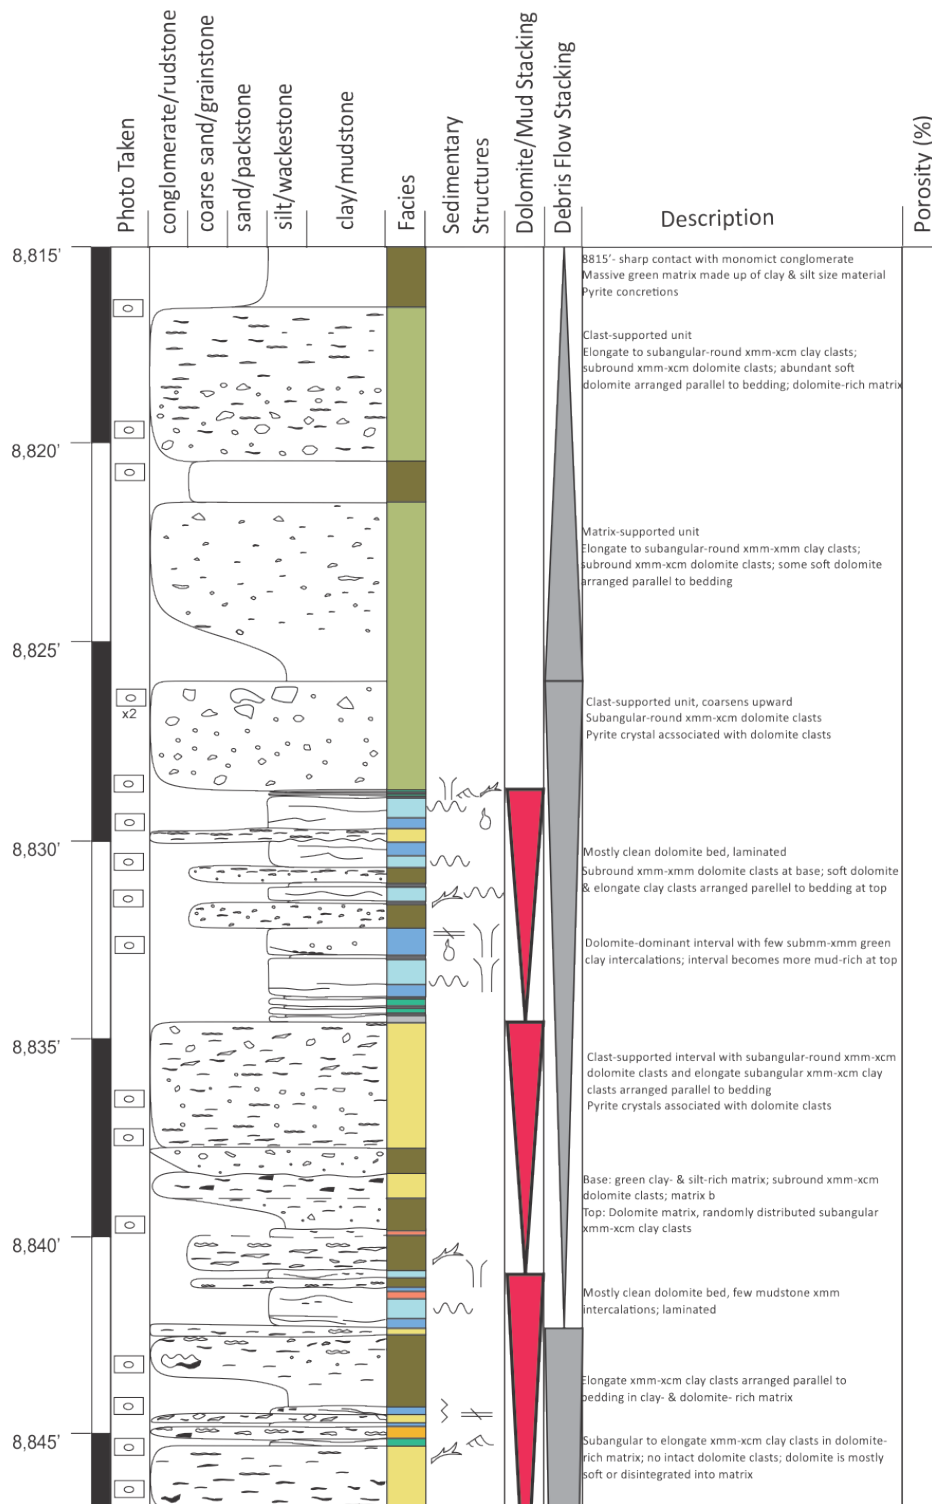 Photo Taken
conglomerate/rudstone
coarse sand/grainstone
sand/packstone
silt/wackestone
clay/mudstone
Facies
Sedimentary
Structures
Dolomite/Mud Stacking
Debris Flow Stacking
Description
Porosity (%)
8,815’
8815’- sharp contact with monomict conglomerate
Massive green matrix made up of clay & silt size material
Pyrite concretions
Clast-supported unit
Elongate to subangular-round xmm-xcm clay clasts;
subround xmm-xcm dolomite clasts; abundant soft
dolomite arranged parallel to bedding; dolomite-rich matrix
8,820’
Matrix-supported unit
Elongate to subangular-round xmm-xmm clay clasts;
subround xmm-xcm dolomite clasts; some soft dolomite
arranged parallel to bedding
8,825’
x2
Clast-supported unit, coarsens upward
Subangular-round xmm-xcm dolomite clasts
Pyrite crystal acssociated with dolomite clasts
8,830’
Mostly clean dolomite bed, laminated
Subround xmm-xmm dolomite clasts at base; soft dolomite
& elongate clay clasts arranged parellel to bedding at top
Dolomite-dominant interval with few submm-xmm green
clay intercalations; interval becomes more mud-rich at top
8,835’
Clast-supported interval with subangular-round xmm-xcm
dolomite clasts and elongate subangular xmm-xcm clay
clasts arranged parallel to bedding
Pyrite crystals associated with dolomite clasts
Base: green clay- & silt-rich matrix; subround xmm-xcm
dolomite clasts; matrix b
Top: Dolomite matrix, randomly distributed subangular
xmm-xcm clay clasts
8,840’
Mostly clean dolomite bed, few mudstone xmm
intercalations; laminated
Elongate xmm-xcm clay clasts arranged parallel to
bedding in clay- & dolomite- rich matrix
8,845’
Subangular to elongate xmm-xcm clay clasts in dolomite-
rich matrix; no intact dolomite clasts; dolomite is mostly
soft or disintegrated into matrix